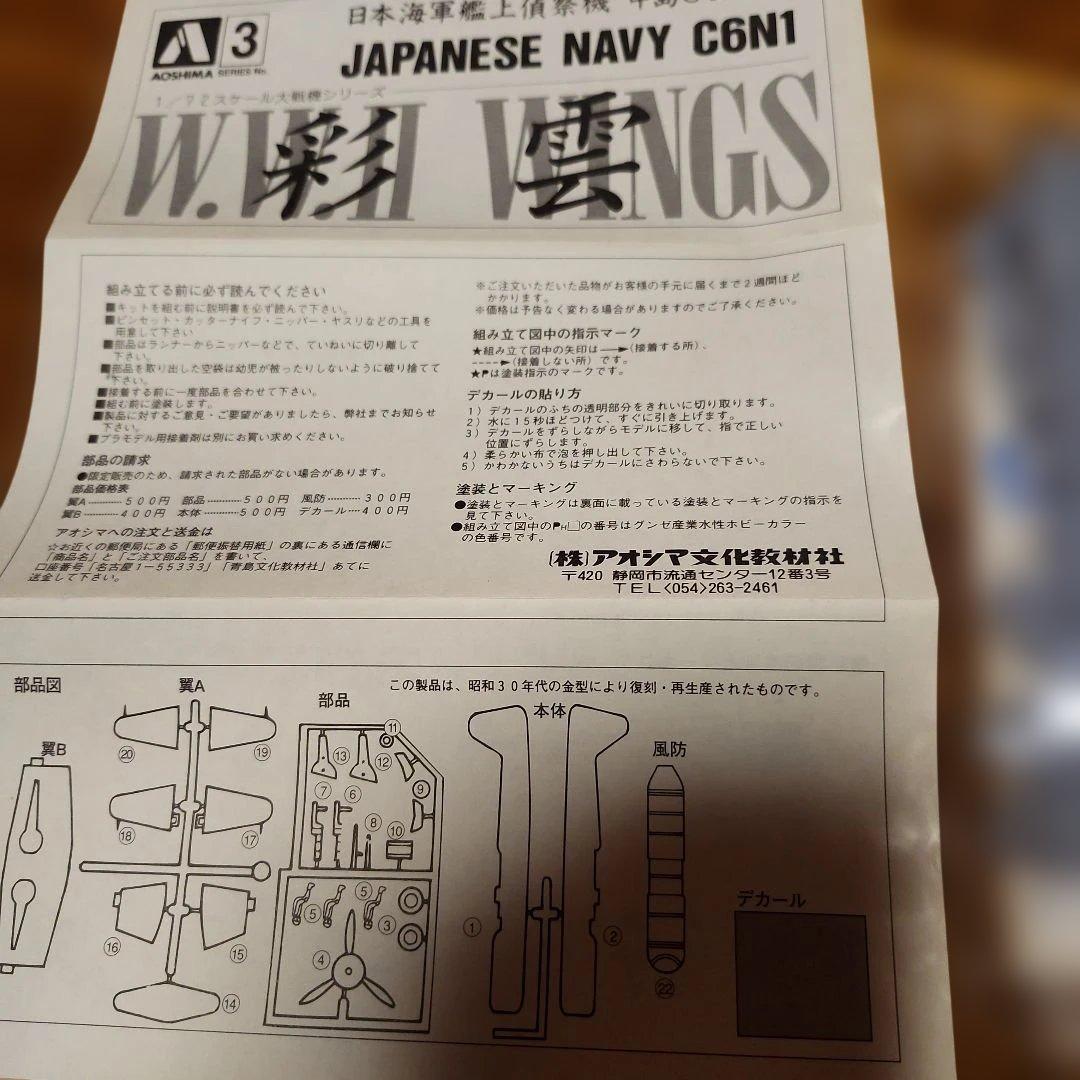 3
AOSHIMA SERIES No.
日本海軍艦上偵察機
JAPANESE NAVY C6N1
1/72スケール大戦機シリーズ
W.WⅡ WINGS
彩雲
組み立てる前に必ず読んでください
■キットを組む前に説明書を必ず読んで下さい。
■ピンセット・カッターナイフ・ニッパー・ヤスリなどの工具を
用意して下さい
■部品はランナーからニッパーなどで、ていねいに切り離して
下さい。
■部品を取り出した空袋は幼児が被ったりしないように破り捨てて
下さい。
■接着する前に一度部品を合わせて下さい。
■組む前に塗装します。
■製品に対するご意見・ご要望がありましたら、弊社までお知らせ
下さい。
■プラモデル用接着剤は別にお買い求めください。
部品の請求
●限定販売のため、請求された部品がない場合があります。
部品価格表
翼A………５００円 部品………５００円 風防………３００円
翼B………４００円 本体………５００円 デカール……４００円
アオシマへの注文と送金は
☆お近くの郵便局にある「郵便振替用紙」の裏にある通信欄に
「商品名」と「ご注文部品名」を書いて、
口座番号「名古屋１－５５３３３」「青島文化教材社」あてに
送金して下さい。
※ご注文いただいた品物がお客様の手元に届くまで２週間ほど
かかります。
※価格は予告なく変わる場合がありますのでご了承ください。
組み立て図中の指示マーク
★組み立て図中の矢印は━━▶(接着する所)、
----▶(接着しない所）です。
★Pは塗装指示のマークです。
デカールの貼り方
１）デカールのふちの透明部分をきれいに切り取ります。
２）水に１５秒ほどつけて、すぐに引き上げます。
３）デカールをずらしながらモデルに移して、指で正しい
位置にずらします。
４）柔らかい布で泡を押し出して下さい。
５）かわかないうちはデカールにさわらないで下さい。
塗装とマーキング
●塗装とマーキングは裏面に載っている塗装とマーキングの指示を
見て下さい。
●組み立て図中のPH□の番号はグンゼ産業水性ホビーカラー
の色番号です。
(株)アオシマ文化教材社
〒420 静岡市流通センター12番3号
TEL<054>263-2461
部品図
この製品は、昭和３０年代の金型により復刻・再生産されたものです。
翼A
部品
本体
翼B
風防
デカール
⑳
⑲
⑱
⑰
⑯
⑮
⑭
⑪
⑬
⑫
⑦
⑥
⑨
⑧
⑩
⑤
⑤
③
④
①
②
㉒